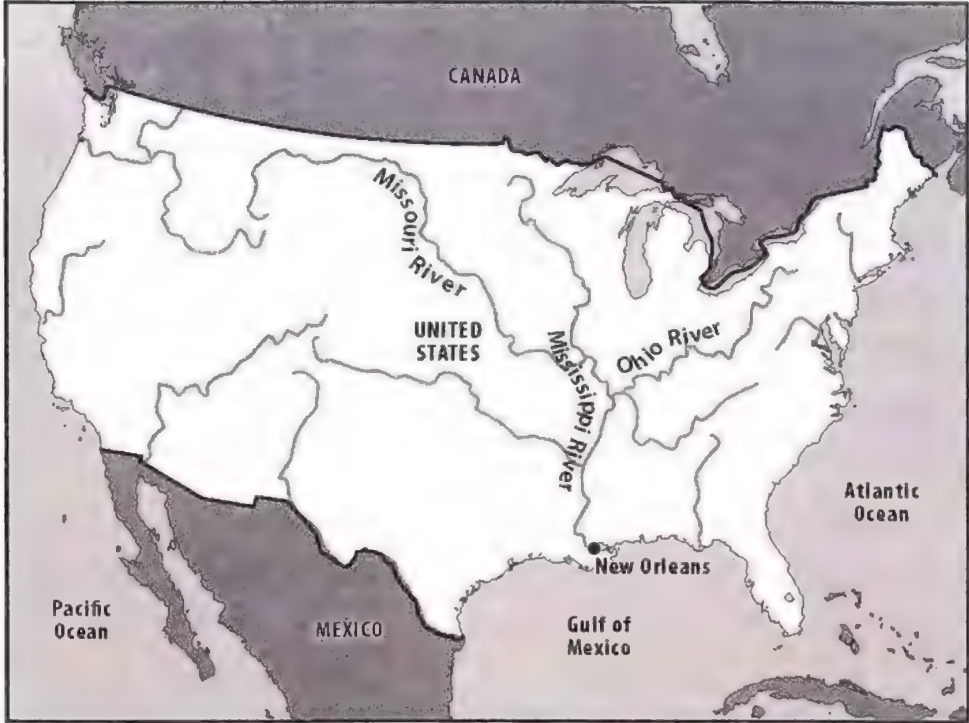 CANADA
Missouri River
UNITED
STATES
Mississippi River
Ohio River
Atlantic
Ocean
New Orleans
Pacific
Ocean
MEXICO
Gulf of
Mexico